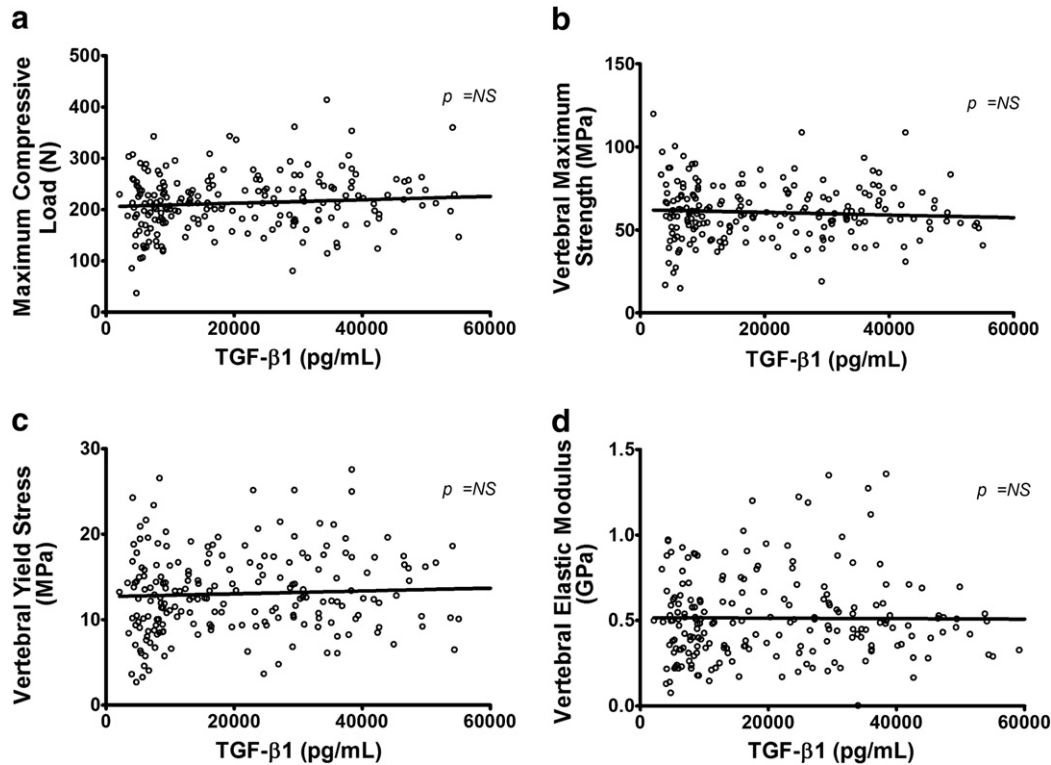 a
500
400
300
200
100
0
Maximum Compressive
Load (N)
p =NS
0 20000 40000 60000
TGF-β1 (pg/mL)
b
150
100
50
0
Vertebral Maximum
Strength (MPa)
p =NS
0 20000 40000 60000
TGF-β1 (pg/mL)
c
30
20
10
0
Vertebral Yield Stress
(MPa)
p =NS
0 20000 40000 60000
TGF-β1 (pg/mL)
d
1.5
1.0
0.5
0.0
Vertebral Elastic Modulus
(GPa)
p =NS
0 20000 40000 60000
TGF-β1 (pg/mL)